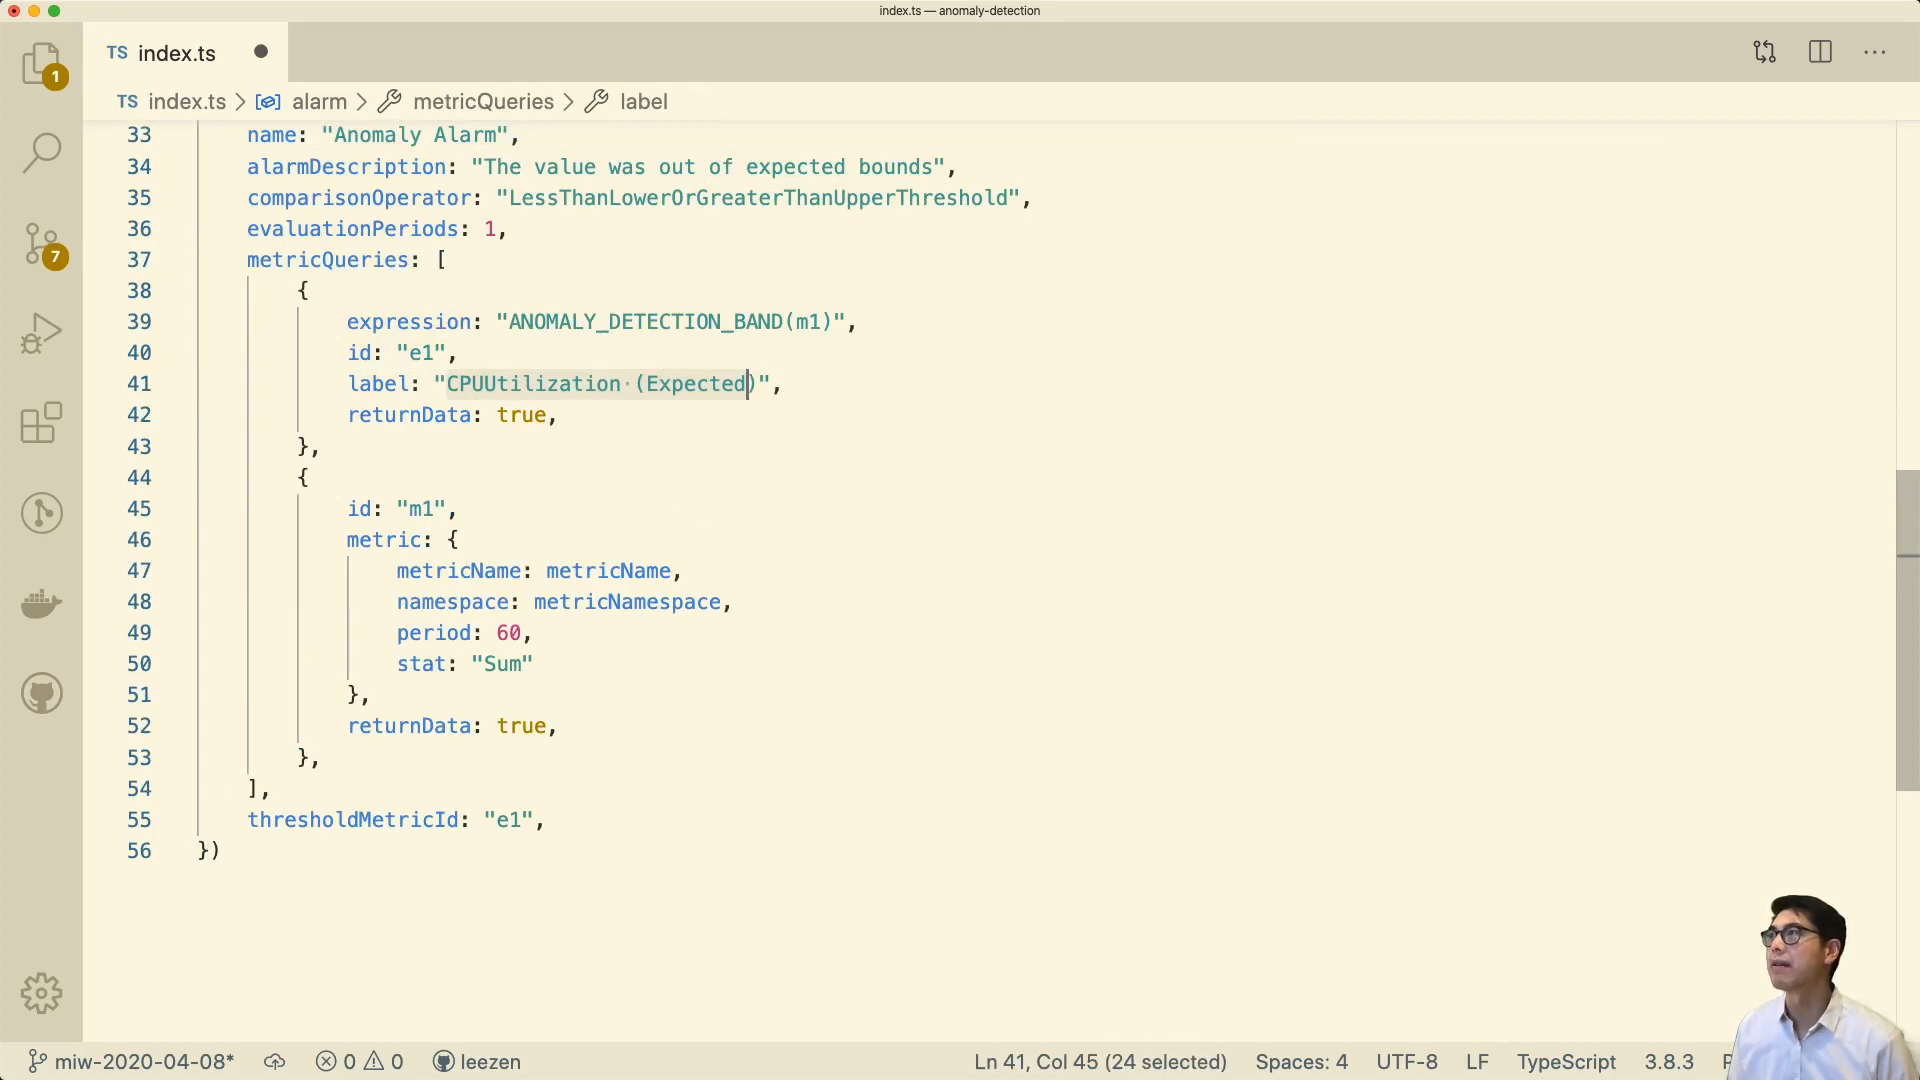 index.ts — anomaly-detection
TS index.ts
TS index.ts > alarm > metricQueries > label
1
7
33 name: "Anomaly Alarm",
34 alarmDescription: "The value was out of expected bounds",
35 comparisonOperator: "LessThanLowerOrGreaterThanUpperThreshold",
36 evaluationPeriods: 1,
37 metricQueries: [
38 {
39 expression: "ANOMALY_DETECTION_BAND(m1)",
40 id: "e1",
41 label: "CPUUtilization·(Expected)",
42 returnData: true,
43 },
44 {
45 id: "m1",
46 metric: {
47 metricName: metricName,
48 namespace: metricNamespace,
49 period: 60,
50 stat: "Sum"
51 },
52 returnData: true,
53 },
54 ],
55 thresholdMetricId: "e1",
56 })
miw-2020-04-08* 0 0 leezen Ln 41, Col 45 (24 selected) Spaces: 4 UTF-8 LF TypeScript 3.8.3